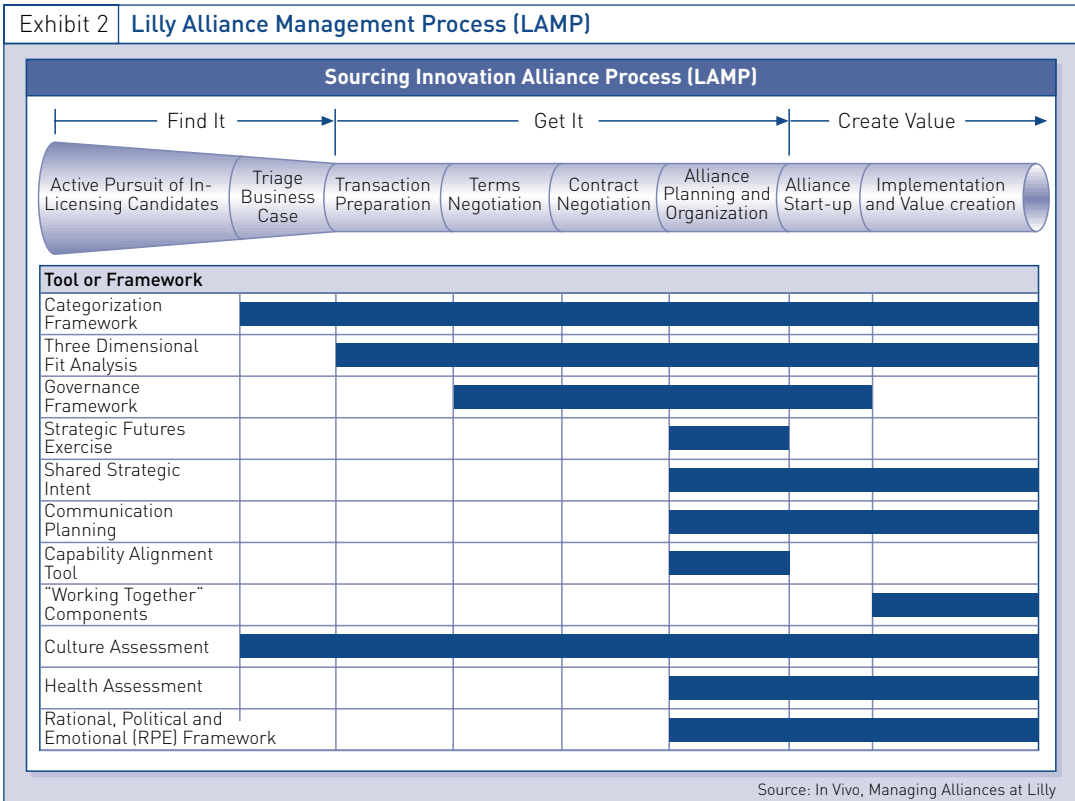 Exhibit 2 Lilly Alliance Management Process (LAMP)
Sourcing Innovation Alliance Process (LAMP)
Find It Get It Create Value
Active Pursuit of In-
Licensing Candidates
Triage
Business
Case
Transaction
Preparation
Terms
Negotiation
Contract
Negotiation
Alliance
Planning and
Organization
Alliance
Start-up
Implementation
and Value creation
Tool or Framework
Categorization
Framework
Three Dimensional
Fit Analysis
Governance
Framework
Strategic Futures
Exercise
Shared Strategic
Intent
Communication
Planning
Capability Alignment
Tool
"Working Together"
Components
Culture Assessment
Health Assessment
Rational, Political and
Emotional (RPE) Framework
Source: In Vivo, Managing Alliances at Lilly